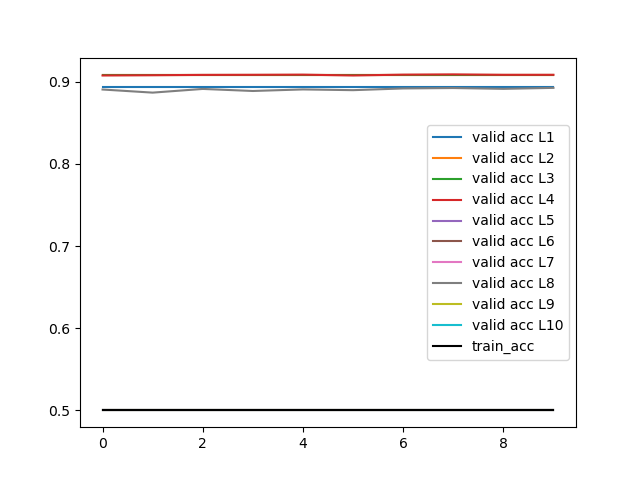 0.9
0.8
0.7
0.6
0.5
0 2 4 6 8
valid acc L1
valid acc L2
valid acc L3
valid acc L4
valid acc L5
valid acc L6
valid acc L7
valid acc L8
valid acc L9
valid acc L10
train_acc